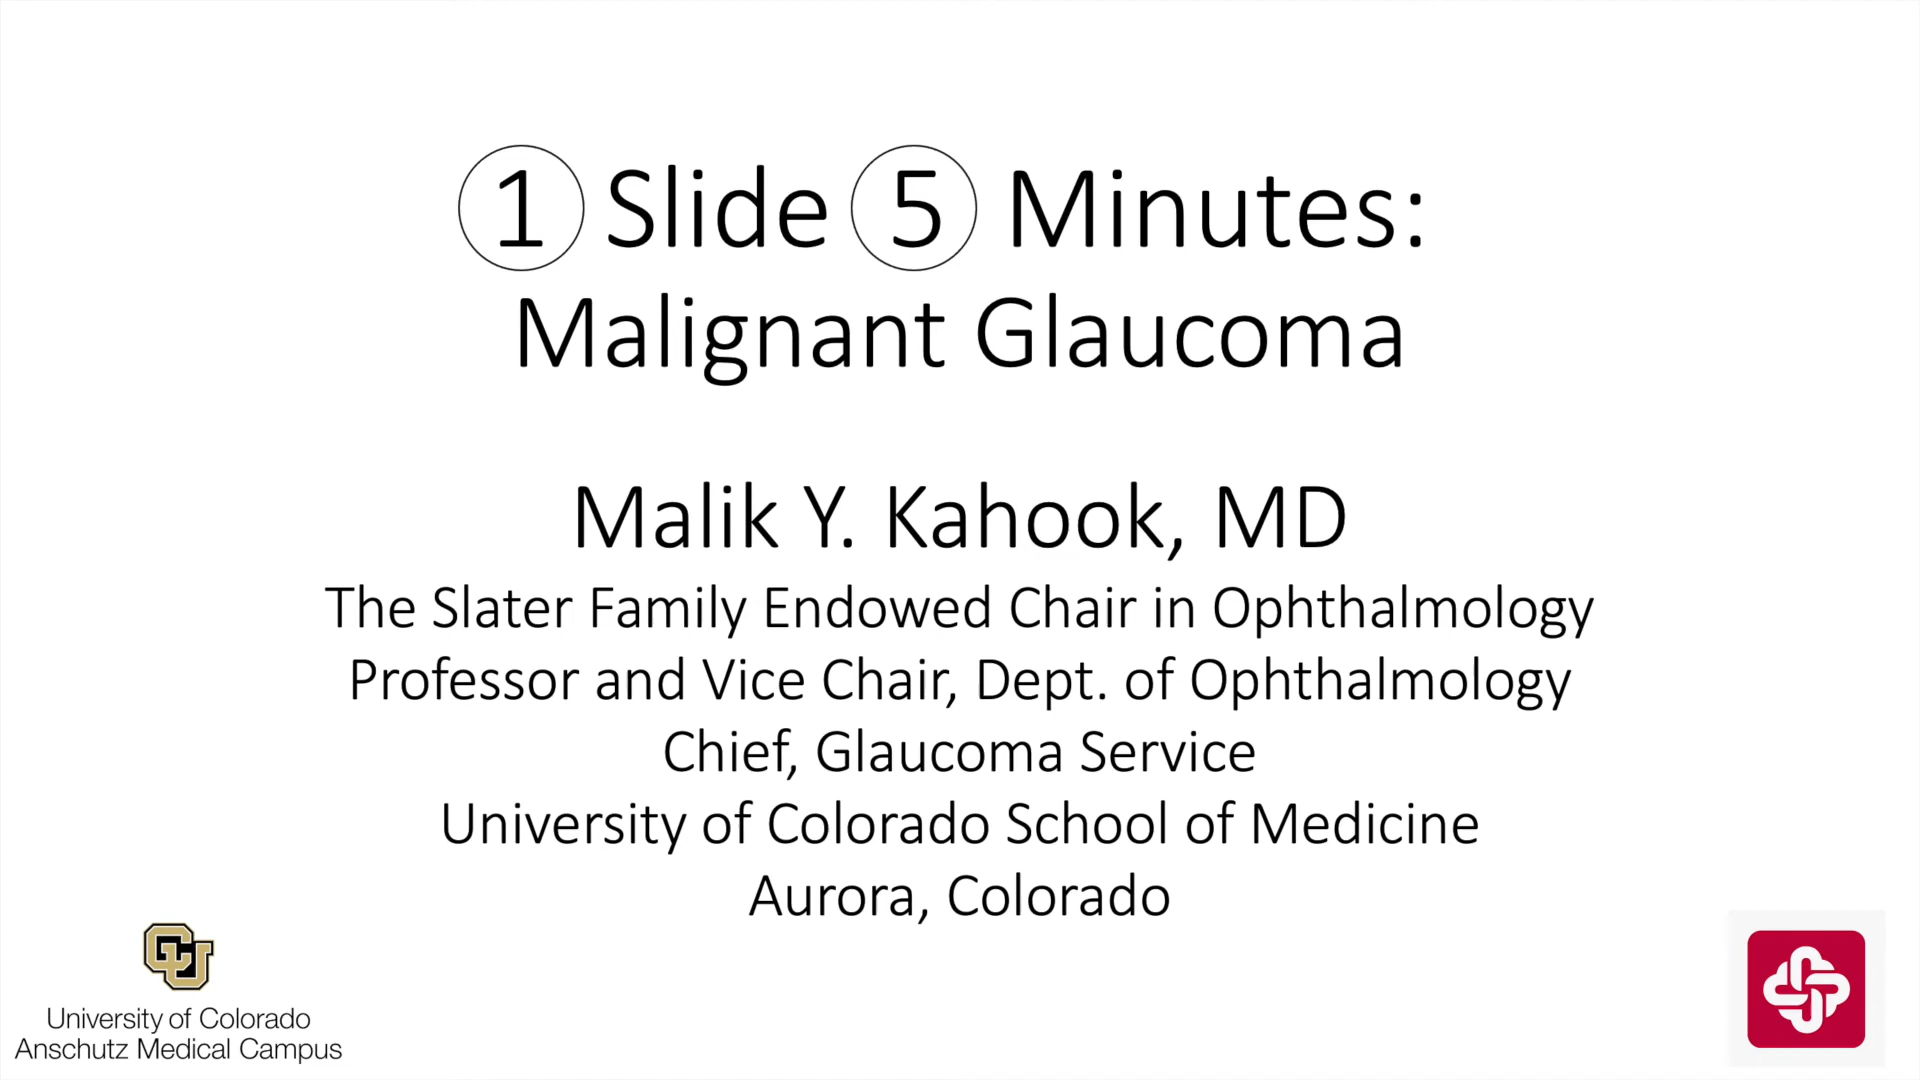 1 Slide 5 Minutes:
Malignant Glaucoma
Malik Y. Kahook, MD
The Slater Family Endowed Chair in Ophthalmology
Professor and Vice Chair, Dept. of Ophthalmology
Chief, Glaucoma Service
University of Colorado School of Medicine
Aurora, Colorado
CU
University of Colorado
Anschutz Medical Campus